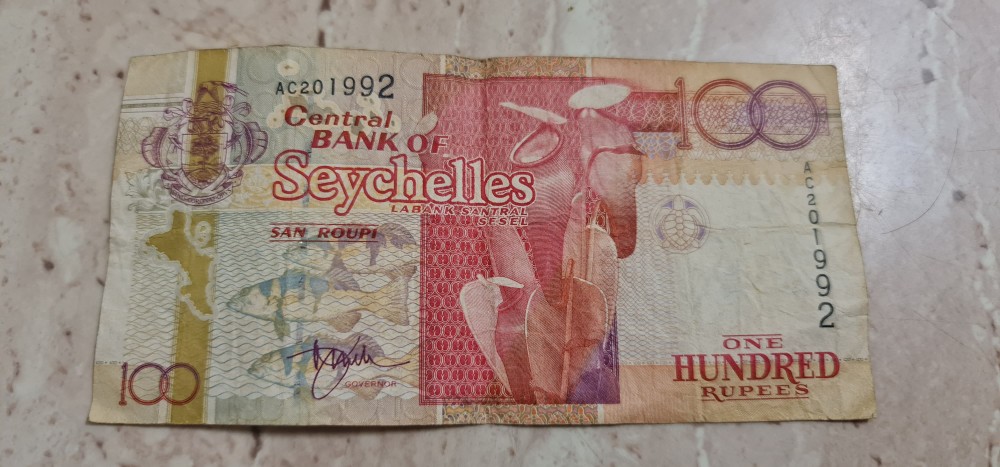 AC201992
Central
BANK OF
Seychelles
LABANK SANTRAL
SESEL
SAN ROUPI
100
AC201992
GOVERNOR
100
ONE
HUNDRED
RUPEES